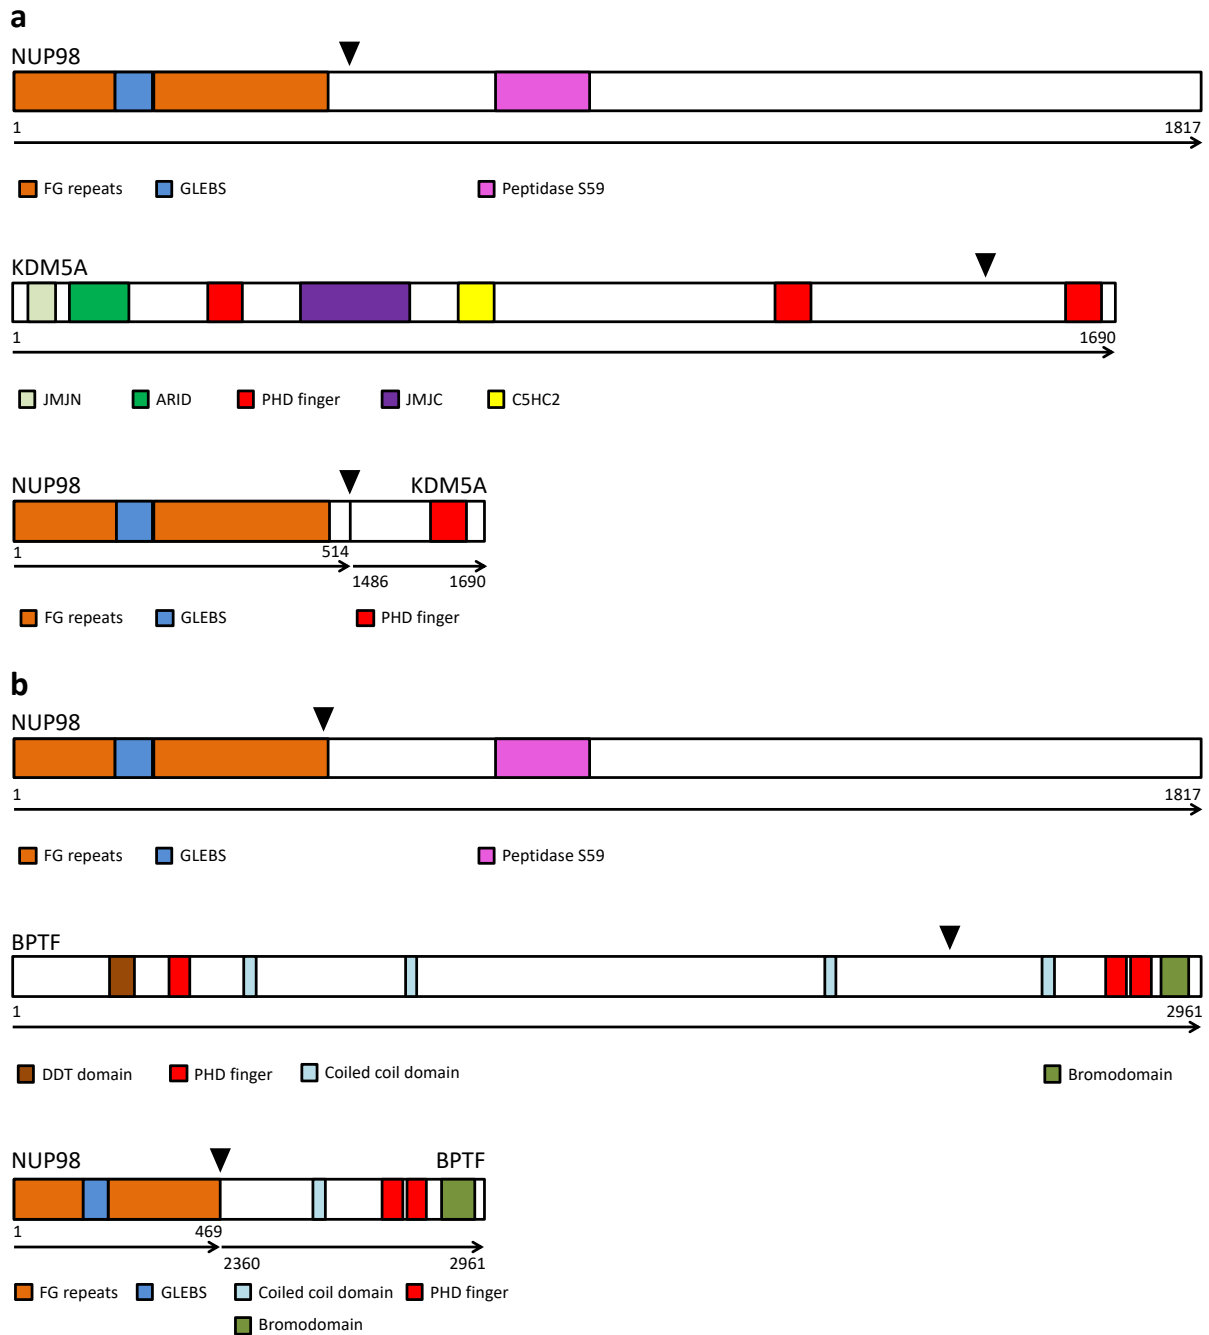 a
NUP98
1 1817
FG repeats GLEBS Peptidase S59
KDM5A
1 1690
JMJN ARID PHD finger JMJC C5HC2
NUP98 KDM5A
1 514
1486 1690
FG repeats GLEBS PHD finger
b
NUP98
1 1817
FG repeats GLEBS Peptidase S59
BPTF
1 2961
DDT domain PHD finger Coiled coil domain Bromodomain
NUP98 BPTF
1 469
2360 2961
FG repeats GLEBS Coiled coil domain PHD finger
Bromodomain